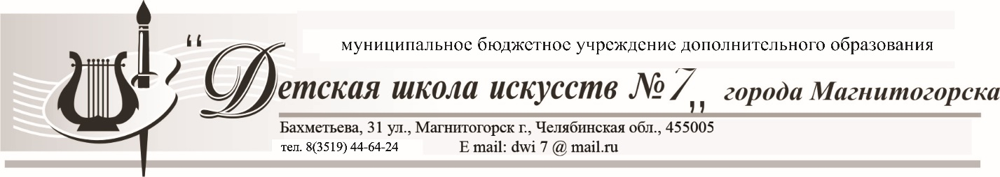 муниципальное бюджетное учреждение дополнительного образования
“Детская школа искусств №7„ города Магнитогорска
Бахметьева, 31 ул., Магнитогорск г., Челябинская обл., 455005
тел. 8(3519) 44-64-24 E mail: dwi 7 @ mail.ru